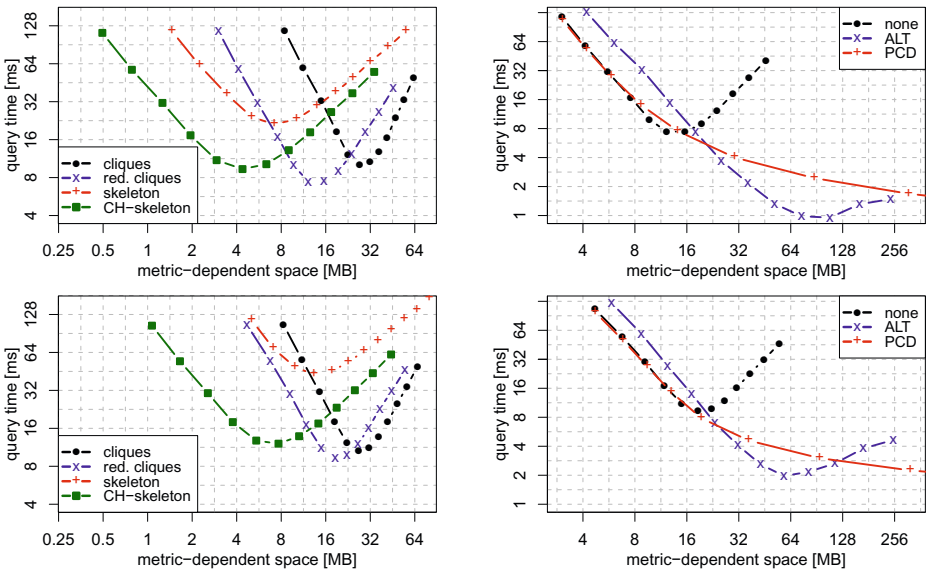 query time [ms]
128
64
32
16
8
4
cliques
red. cliques
skeleton
CH−skeleton
0.25 0.5 1 2 4 8 16 32 64
metric−dependent space [MB]
query time [ms]
64
32
16
8
4
2
1
none
ALT
PCD
4 8 16 32 64 128 256
metric−dependent space [MB]
query time [ms]
128
64
32
16
8
4
cliques
red. cliques
skeleton
CH−skeleton
0.25 0.5 1 2 4 8 16 32 64
metric−dependent space [MB]
query time [ms]
64
32
16
8
4
2
1
none
ALT
PCD
4 8 16 32 64 128 256
metric−dependent space [MB]